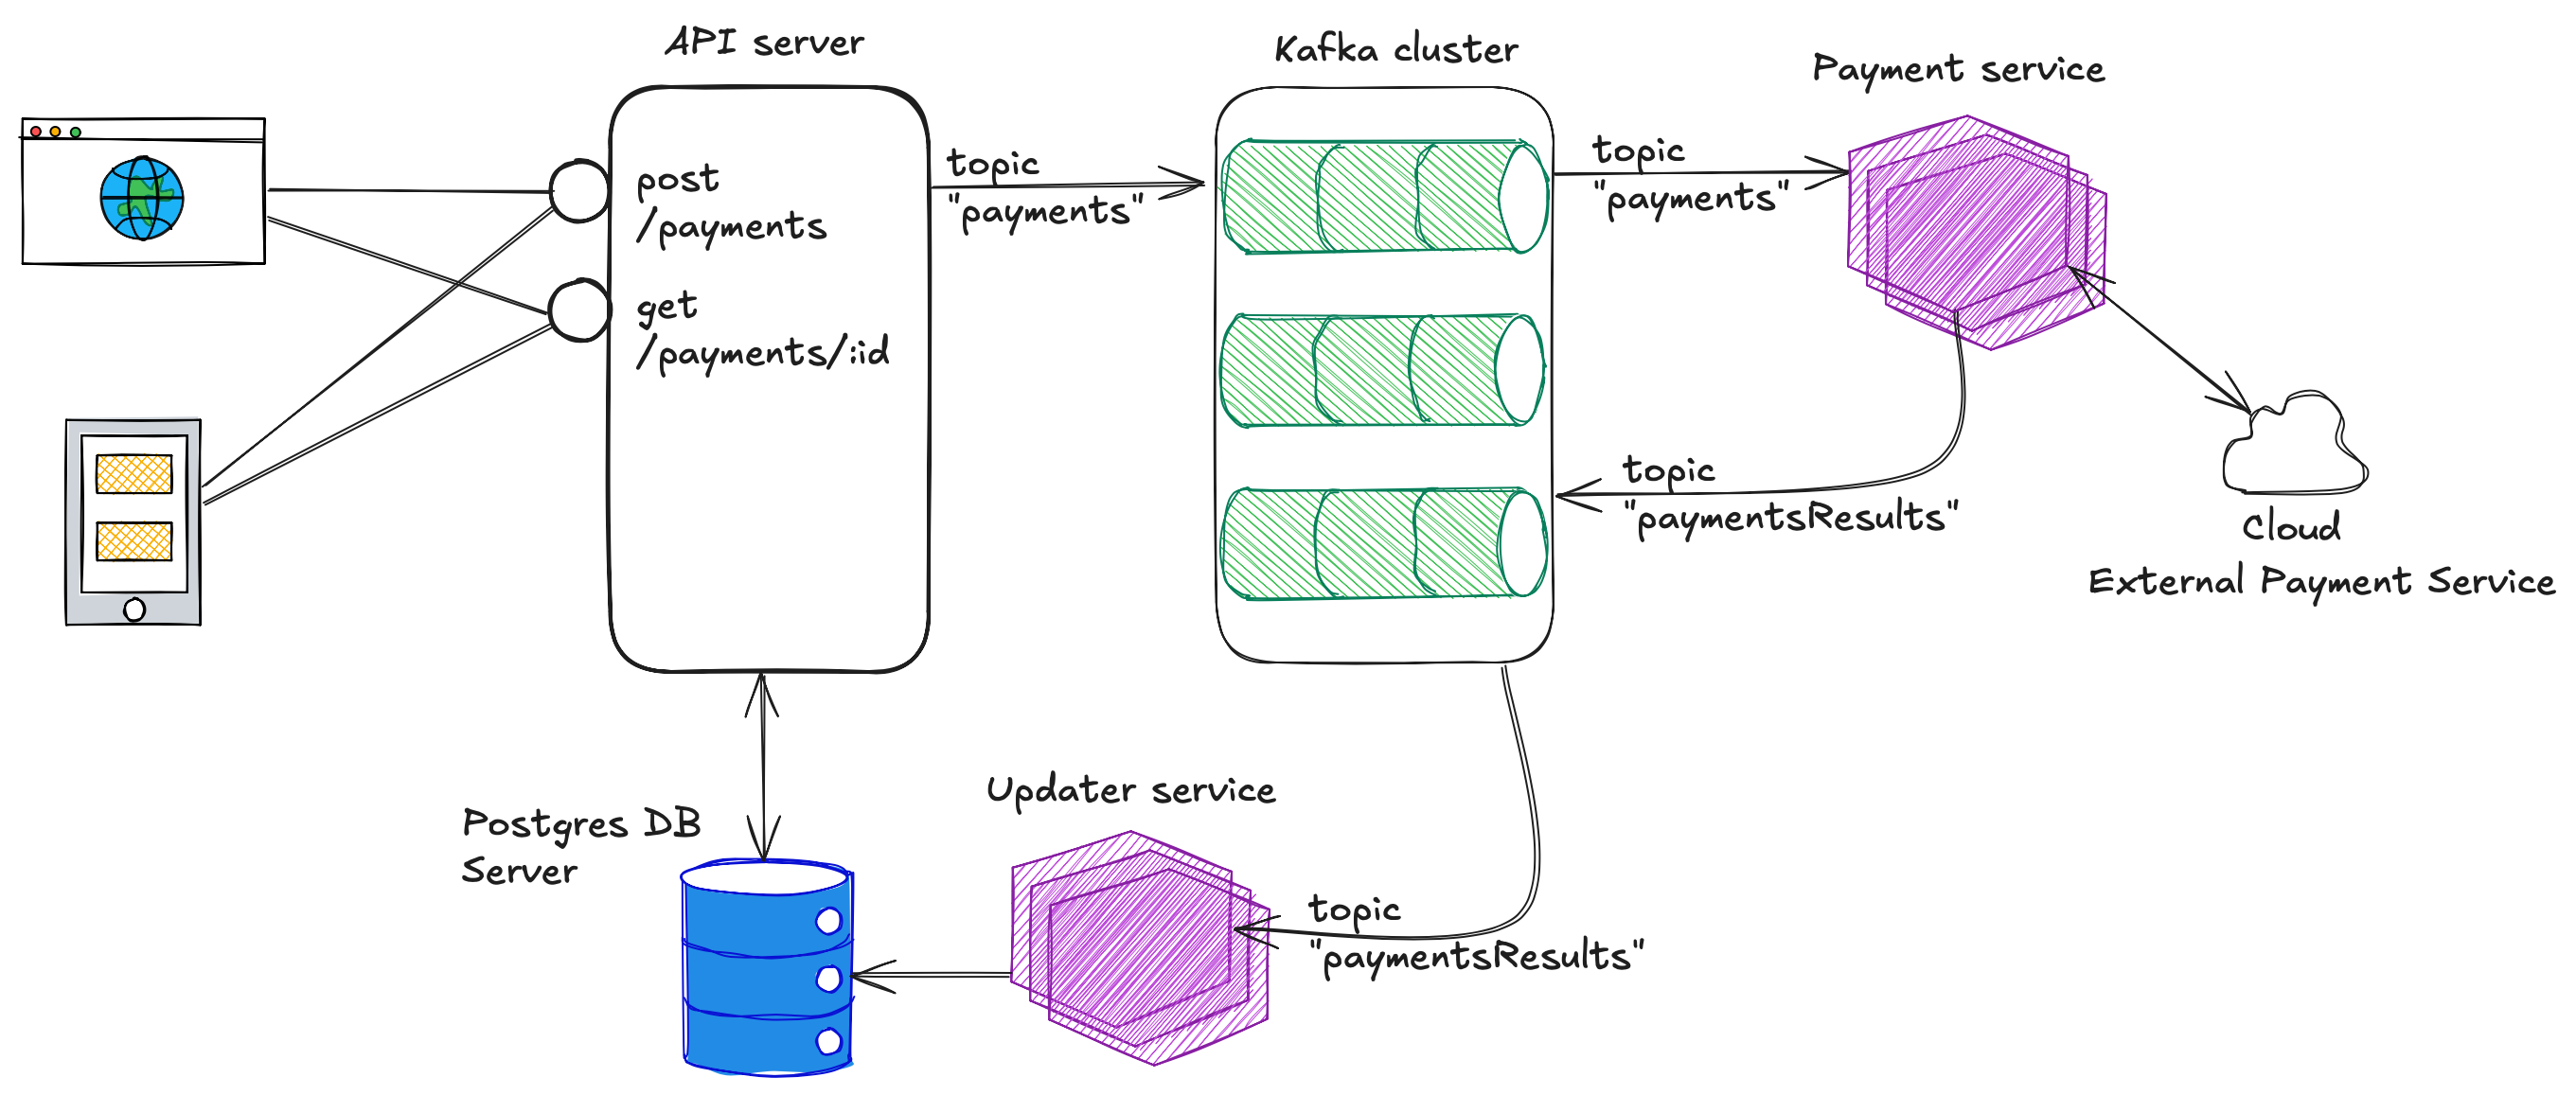 API server
Kafka cluster
Payment service
post
/payments
get
/payments/:id
topic
"payments"
topic
"payments"
topic
"paymentsResults"
Cloud
External Payment Service
Postgres DB
Server
Updater service
topic
"paymentsResults"